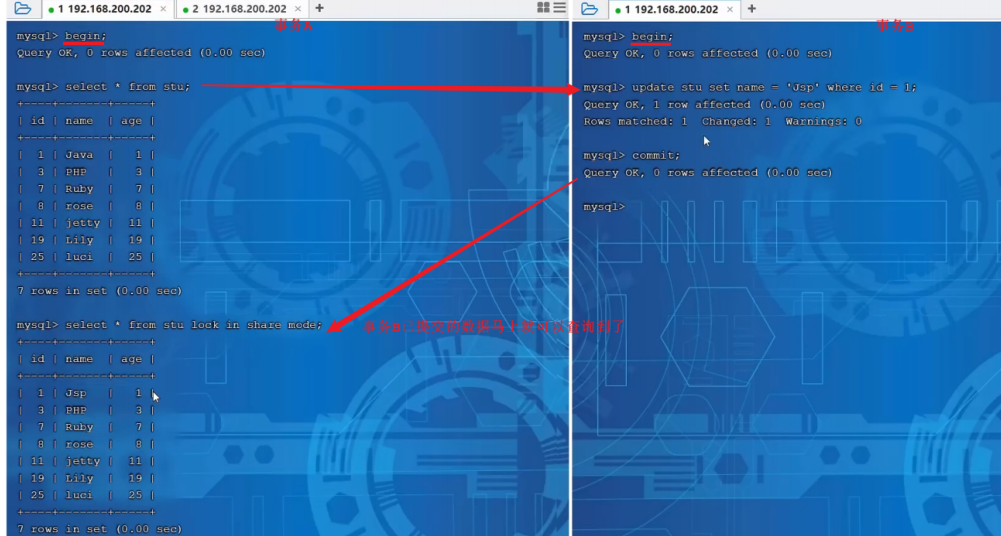 1 192.168.200.202 × 2 192.168.200.202 × +
事务A
mysql> begin;
Query OK, 0 rows affected (0.00 sec)
mysql> select * from stu;
+----+-------+-----+
| id | name | age |
+----+-------+-----+
| 1 | Java | 1 |
| 3 | PHP | 3 |
| 7 | Ruby | 7 |
| 8 | rose | 8 |
| 11 | jetty | 11 |
| 19 | Lily | 19 |
| 25 | luci | 25 |
+----+-------+-----+
7 rows in set (0.00 sec)
mysql> select * from stu lock in share mode;
+----+-------+-----+
| id | name | age |
+----+-------+-----+
| 1 | Jsp | 1 |
| 3 | PHP | 3 |
| 7 | Ruby | 7 |
| 8 | rose | 8 |
| 11 | jetty | 11 |
| 19 | Lily | 19 |
| 25 | luci | 25 |
+----+-------+-----+
7 rows in set (0.00 sec)
事务B已提交的数据马上就可以查询到了
1 192.168.200.202 × +
事务B
mysql> begin;
Query OK, 0 rows affected (0.00 sec)
mysql> update stu set name = 'Jsp' where id = 1;
Query OK, 1 row affected (0.00 sec)
Rows matched: 1 Changed: 1 Warnings: 0
mysql> commit;
Query OK, 0 rows affected (0.00 sec)
mysql>